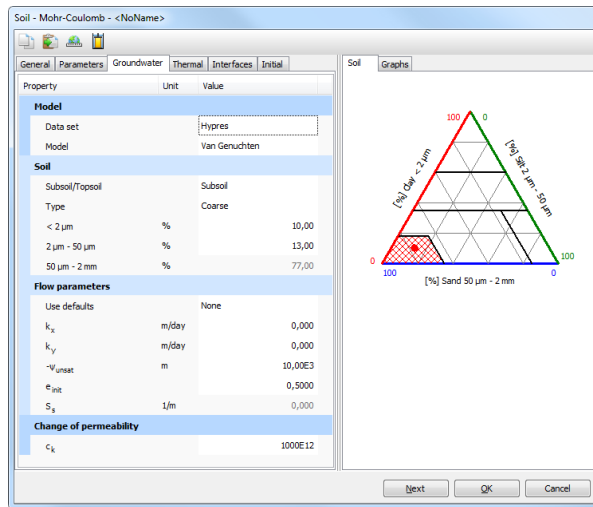 Soil - Mohr-Coulomb - <NoName>
General Parameters Groundwater Thermal Interfaces Initial
Property Unit Value
Model
Data set Hypres
Model Van Genuchten
Soil
Subsoil/Topsoil Subsoil
Type Coarse
< 2 µm % 10,00
2 µm - 50 µm % 13,00
50 µm - 2 mm % 77,00
Flow parameters
Use defaults None
kx m/day 0,000
ky m/day 0,000
-ψunsat m 10,00E3
einit 0,5000
Ss 1/m 0,000
Change of permeability
ck 1000E12
Soil Graphs
100 0
[%] Clay < 2 µm
[%] Silt 2 µm - 50 µm
0 100
100 0
[%] Sand 50 µm - 2 mm
Next OK Cancel